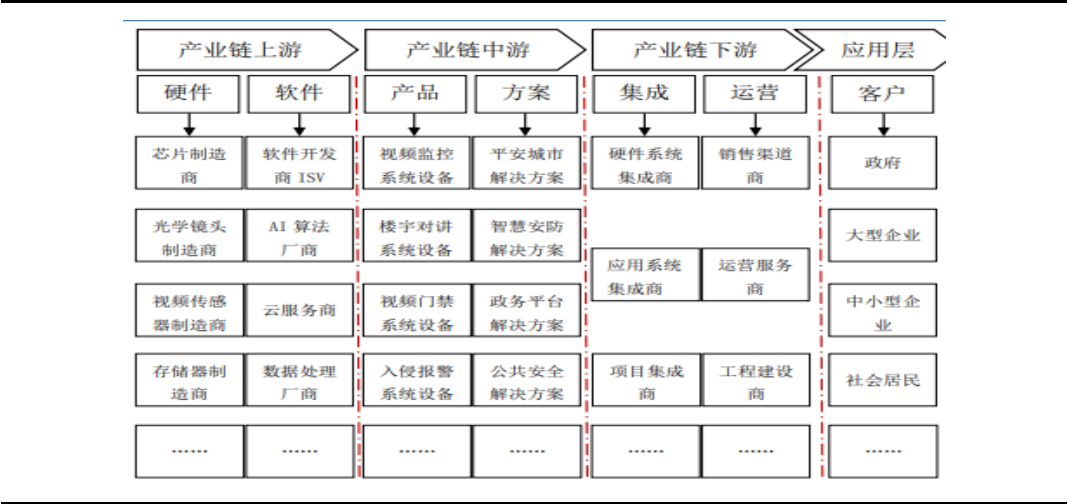 产业链上游 产业链中游 产业链下游 应用层
硬件 软件 产品 方案 集成 运营 客户
芯片制造 软件开发 视频监控 平安城市 硬件系统 销售渠道 政府
商 商 ISV 系统设备 解决方案 集成商 商
光学镜头 AI 算法 楼宇对讲 智慧安防 大型企业
制造商 厂商 系统设备 解决方案
应用系统 运营服务
集成商 商
视频传感 云服务商 视频门禁 政务平台 中小型企
器制造商 系统设备 解决方案 业
存储器制 数据处理 入侵报警 公共安全 项目集成 工程建设 社会居民
造商 厂商 系统设备 解决方案 商 商
…… …… …… …… …… …… ……